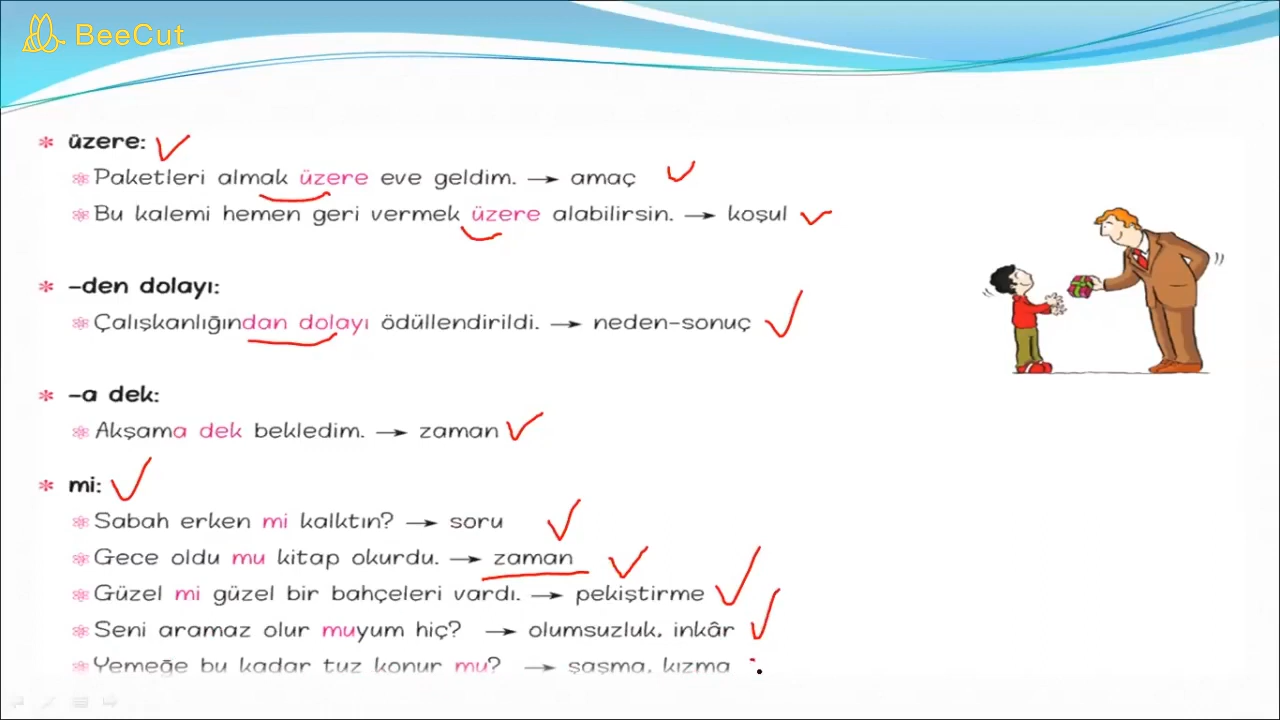 BeeCut
* üzere:
Paketleri almak üzere eve geldim. → amaç
Bu kalemi hemen geri vermek üzere alabilirsin. → koşul
* -den dolayı:
Çalışkanlığından dolayı ödüllendirildi. → neden-sonuç
* -a dek:
Akşama dek bekledim. → zaman
* mi:
Sabah erken mi kalktın? → soru
Gece oldu mu kitap okurdu. → zaman
Güzel mi güzel bir bahçeleri vardı. → pekiştirme
Seni aramaz olur muyum hiç? → olumsuzluk, inkâr
Yemeğe bu kadar tuz konur mu? → şaşma, kızma